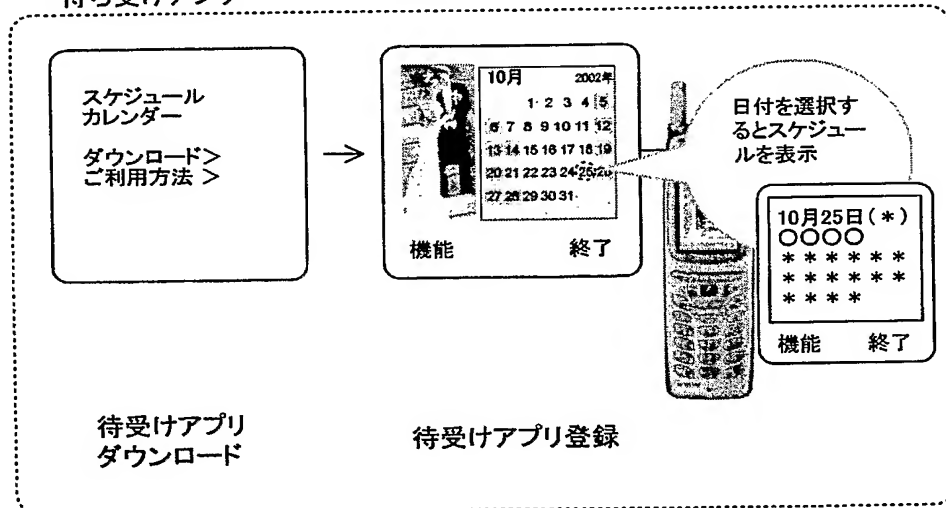 待ち受けアプリ
スケジュール
カレンダー
ダウンロード>
ご利用方法 >
10月 2002年
1 2 3 4 5
6 7 8 9 10 11 12
13 14 15 16 17 18 19
20 21 22 23 24 25 26
27 28 29 30 31
機能 終了
日付を選択す
るとスケジュー
ルを表示
10月25日(*)
〇〇〇〇
* * * * * *
* * * * * *
* * * *
機能 終了
待受けアプリ
ダウンロード
待受けアプリ登録